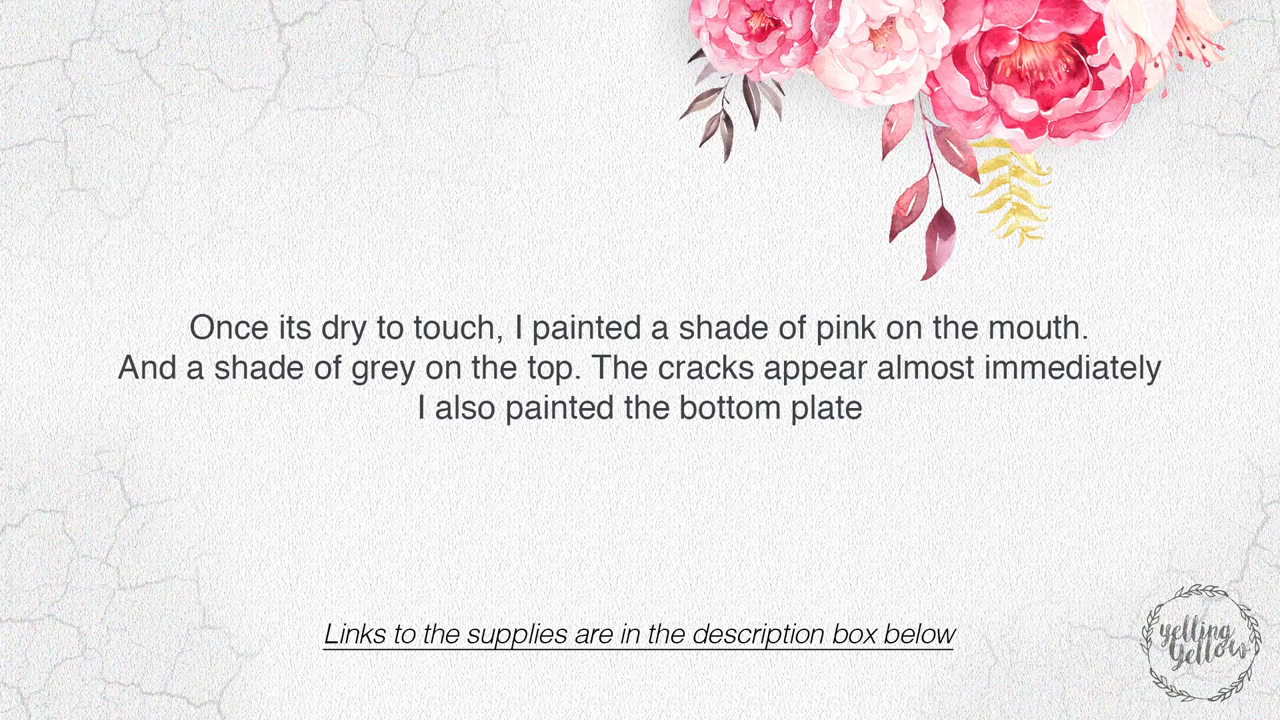 Once its dry to touch, I painted a shade of pink on the mouth.
And a shade of grey on the top. The cracks appear almost immediately
I also painted the bottom plate
Links to the supplies are in the description box below
yelling
yellow